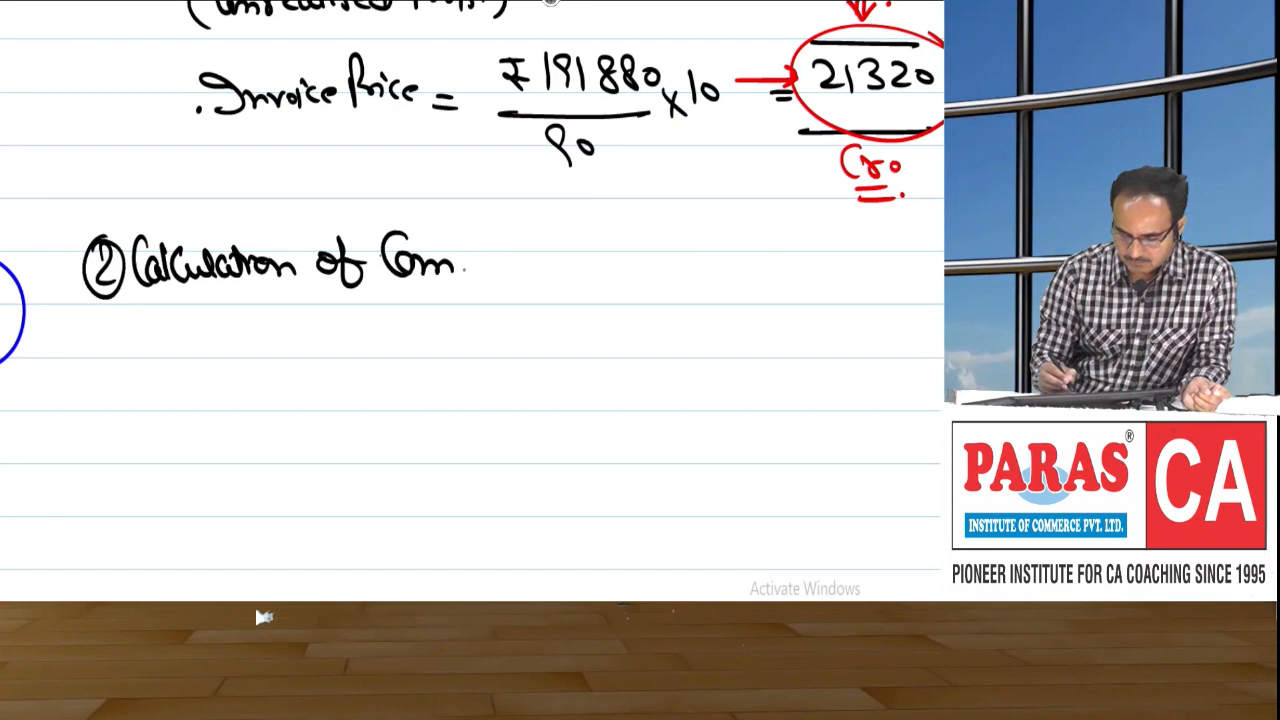 Invoice Price = ₹ 191880 × 10 = 21320
90
Cr.
② Calculation of Com
PARAS®
CA
INSTITUTE OF COMMERCE PVT. LTD.
PIONEER INSTITUTE FOR CA COACHING SINCE 1995
Activate Windows